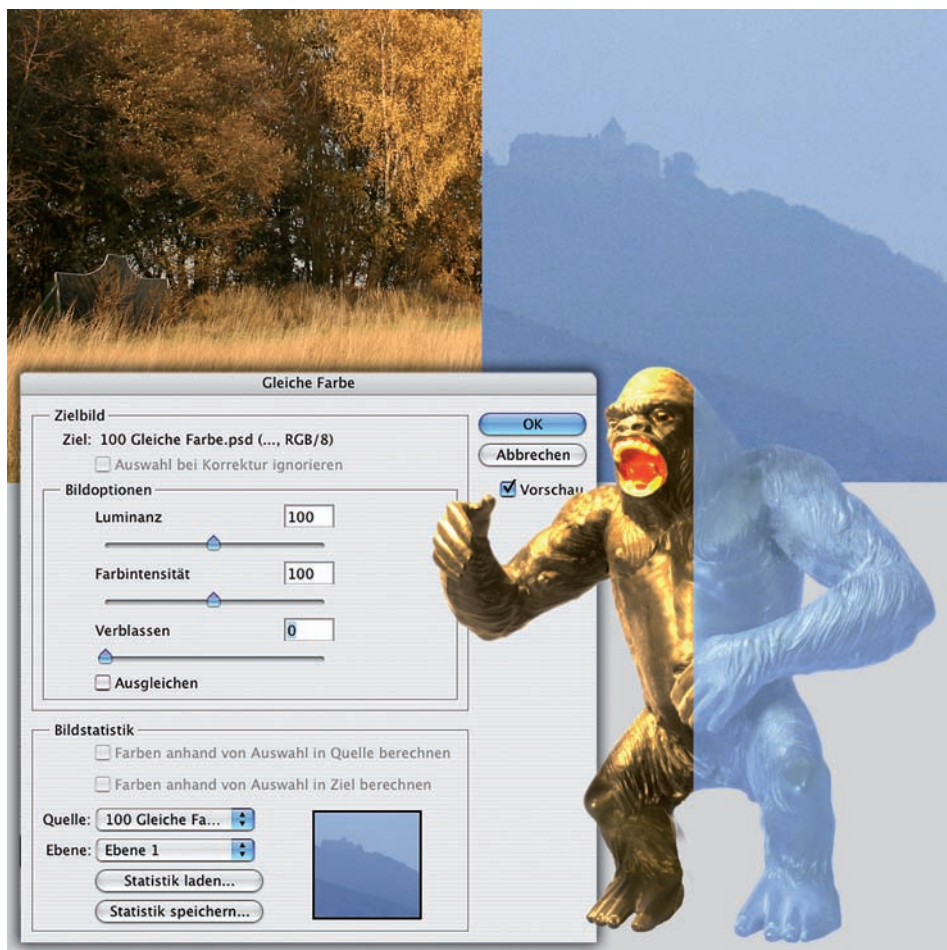 Gleiche Farbe
Zielbild
Ziel: 100 Gleiche Farbe.psd (..., RGB/8)
Auswahl bei Korrektur ignorieren
Bildoptionen
Luminanz 100
Farbintensität 100
Verblassen 0
Ausgleichen
OK
Abbrechen
Vorschau
Bildstatistik
Farben anhand von Auswahl in Quelle berechnen
Farben anhand von Auswahl in Ziel berechnen
Quelle: 100 Gleiche Fa...
Ebene: Ebene 1
Statistik laden...
Statistik speichern...